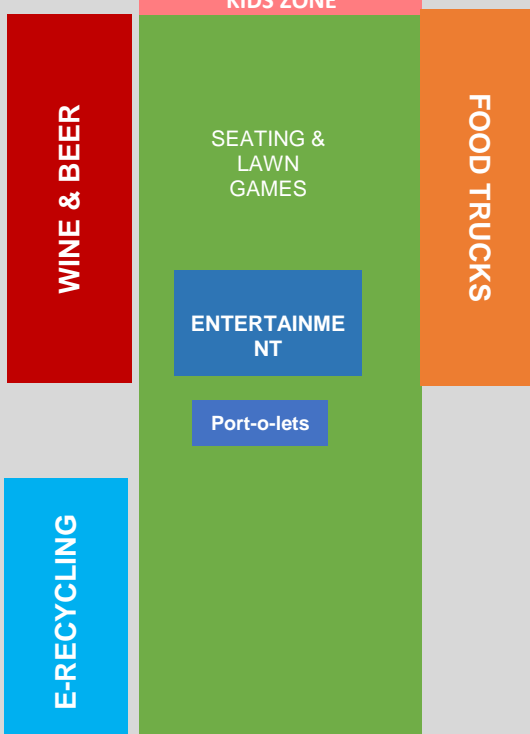 KIDS ZONE
WINE & BEER
SEATING &
LAWN
GAMES
FOOD TRUCKS
ENTERTAINME
NT
Port-o-lets
E-RECYCLING